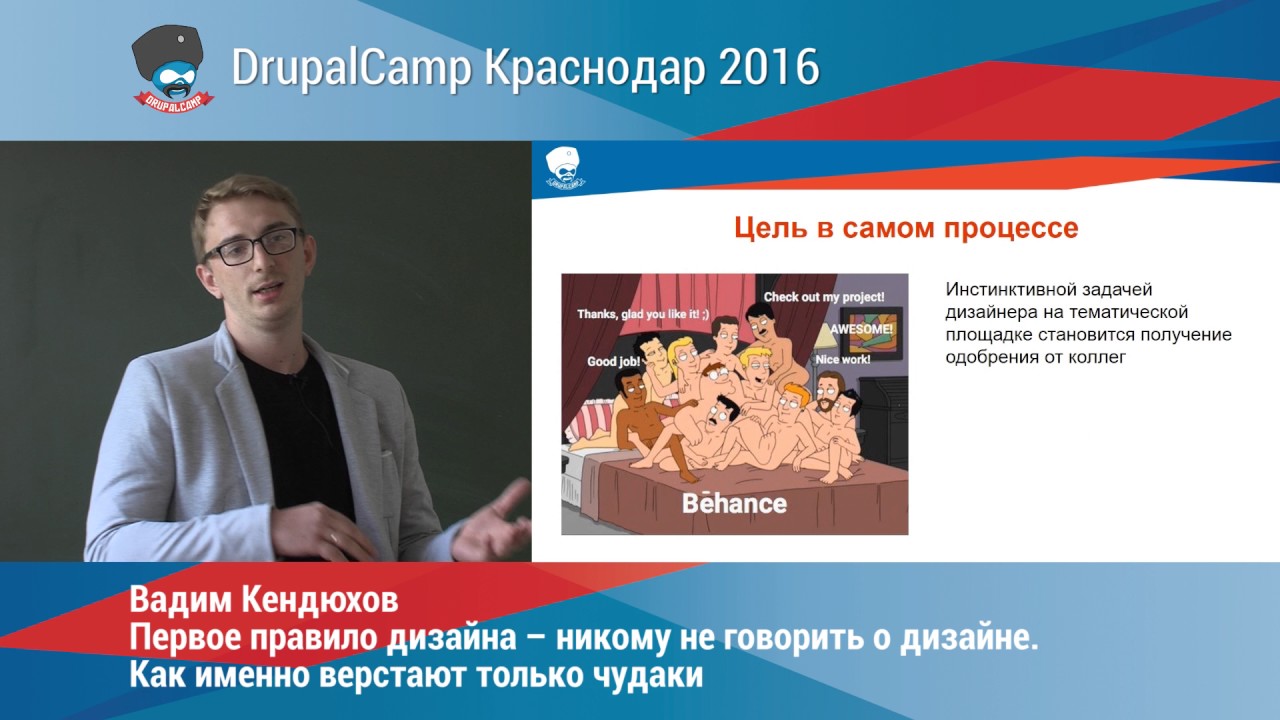 DRUPALCAMP
DrupalCamp Краснодар 2016
DRUPALCAMP
Цель в самом процессе
Check out my project!
Thanks, glad you like it! ;)
AWESOME!
Good job!
Nice work!
Bēhance
Инстинктивной задачей
дизайнера на тематической
площадке становится получение
одобрения от коллег
Вадим Кендюхов
Первое правило дизайна – никому не говорить о дизайне.
Как именно верстают только чудаки